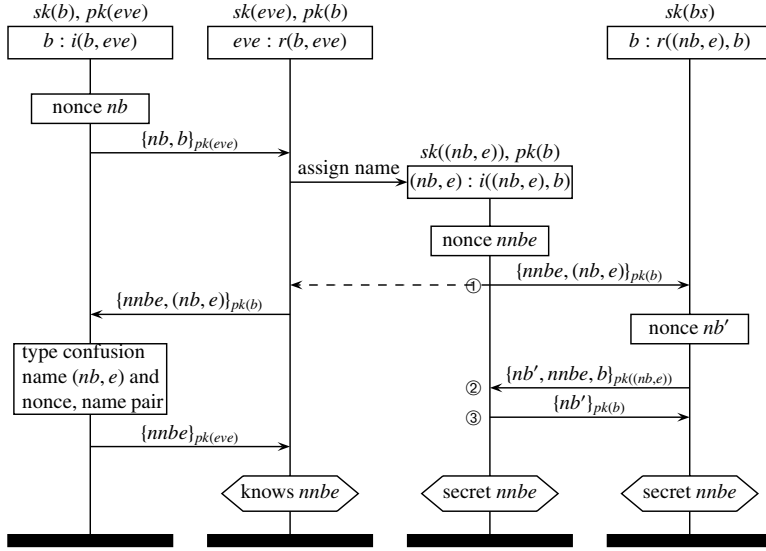 sk(b), pk(eve)
sk(eve), pk(b)
sk(bs)
b : i(b, eve)
eve : r(b, eve)
b : r((nb, e), b)
nonce nb
{nb, b}pk(eve)
sk((nb, e)), pk(b)
assign name
(nb, e) : i((nb, e), b)
nonce nnbe
{nnbe, (nb, e)}pk(b)
①
{nnbe, (nb, e)}pk(b)
nonce nb′
type confusion
name (nb, e) and
nonce, name pair
{nb′, nnbe, b}pk((nb,e))
②
{nb′}pk(b)
③
{nnbe}pk(eve)
knows nnbe
secret nnbe
secret nnbe